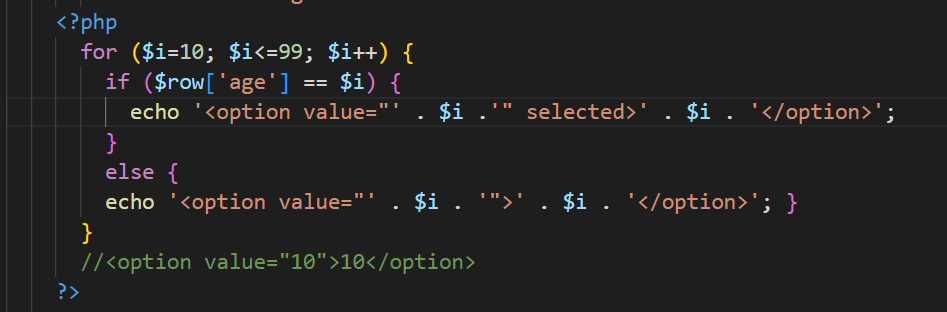 <?php
for ($i=10; $i<=99; $i++) {
if ($row['age'] == $i) {
echo '<option value="' . $i .'" selected>' . $i . '</option>';
}
else {
echo '<option value="' . $i . '">' . $i . '</option>'; }
}
//<option value="10">10</option>
?>